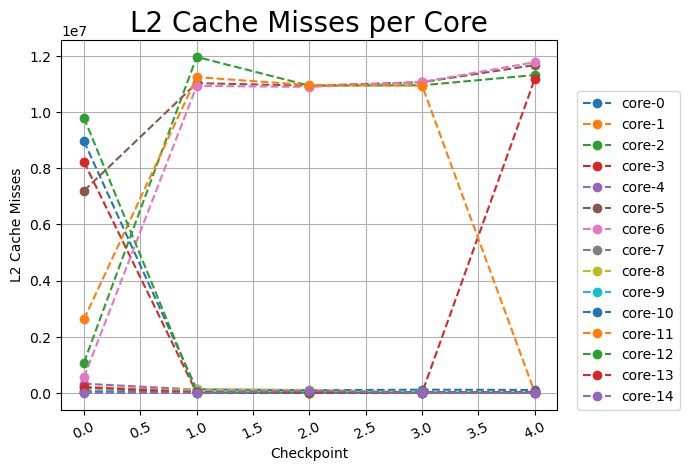 L2 Cache Misses per Core
1e7
1.2
1.0
0.8
0.6
0.4
0.2
0.0
L2 Cache Misses
0.0 0.5 1.0 1.5 2.0 2.5 3.0 3.5 4.0
Checkpoint
core-0
core-1
core-2
core-3
core-4
core-5
core-6
core-7
core-8
core-9
core-10
core-11
core-12
core-13
core-14